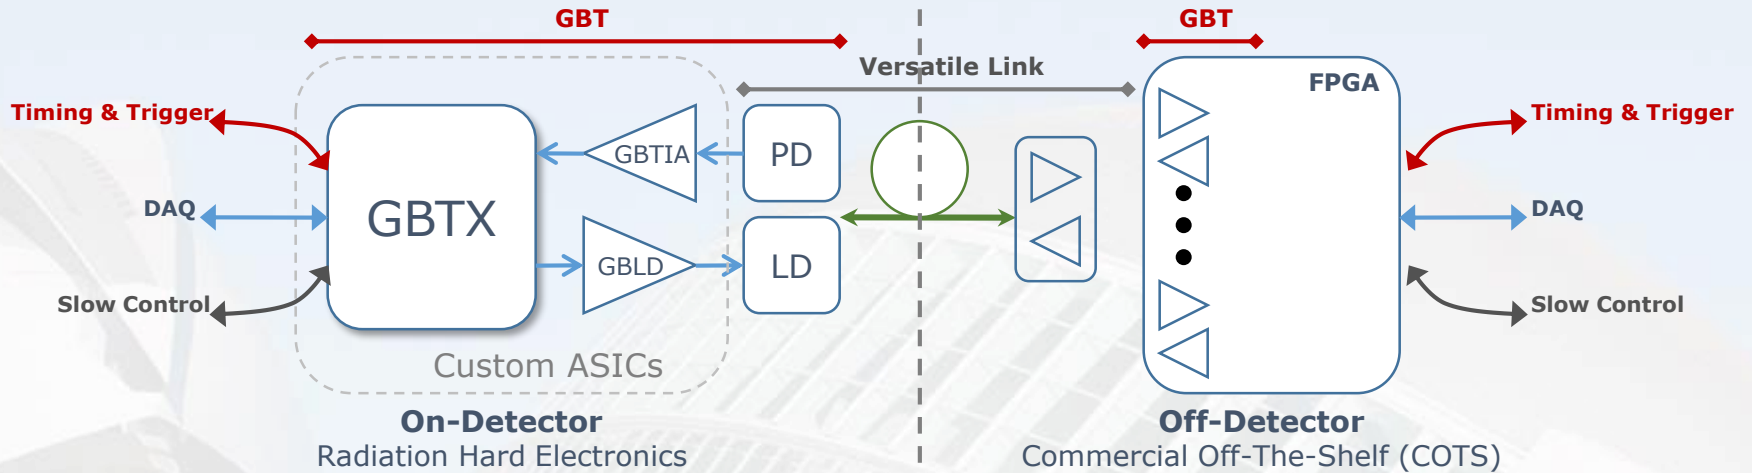 GBT
GBT
Versatile Link
FPGA
Timing & Trigger
Timing & Trigger
GBTIA
PD
DAQ
GBTX
DAQ
GBLD
LD
Slow Control
Slow Control
Custom ASICs
On-Detector
Radiation Hard Electronics
Off-Detector
Commercial Off-The-Shelf (COTS)